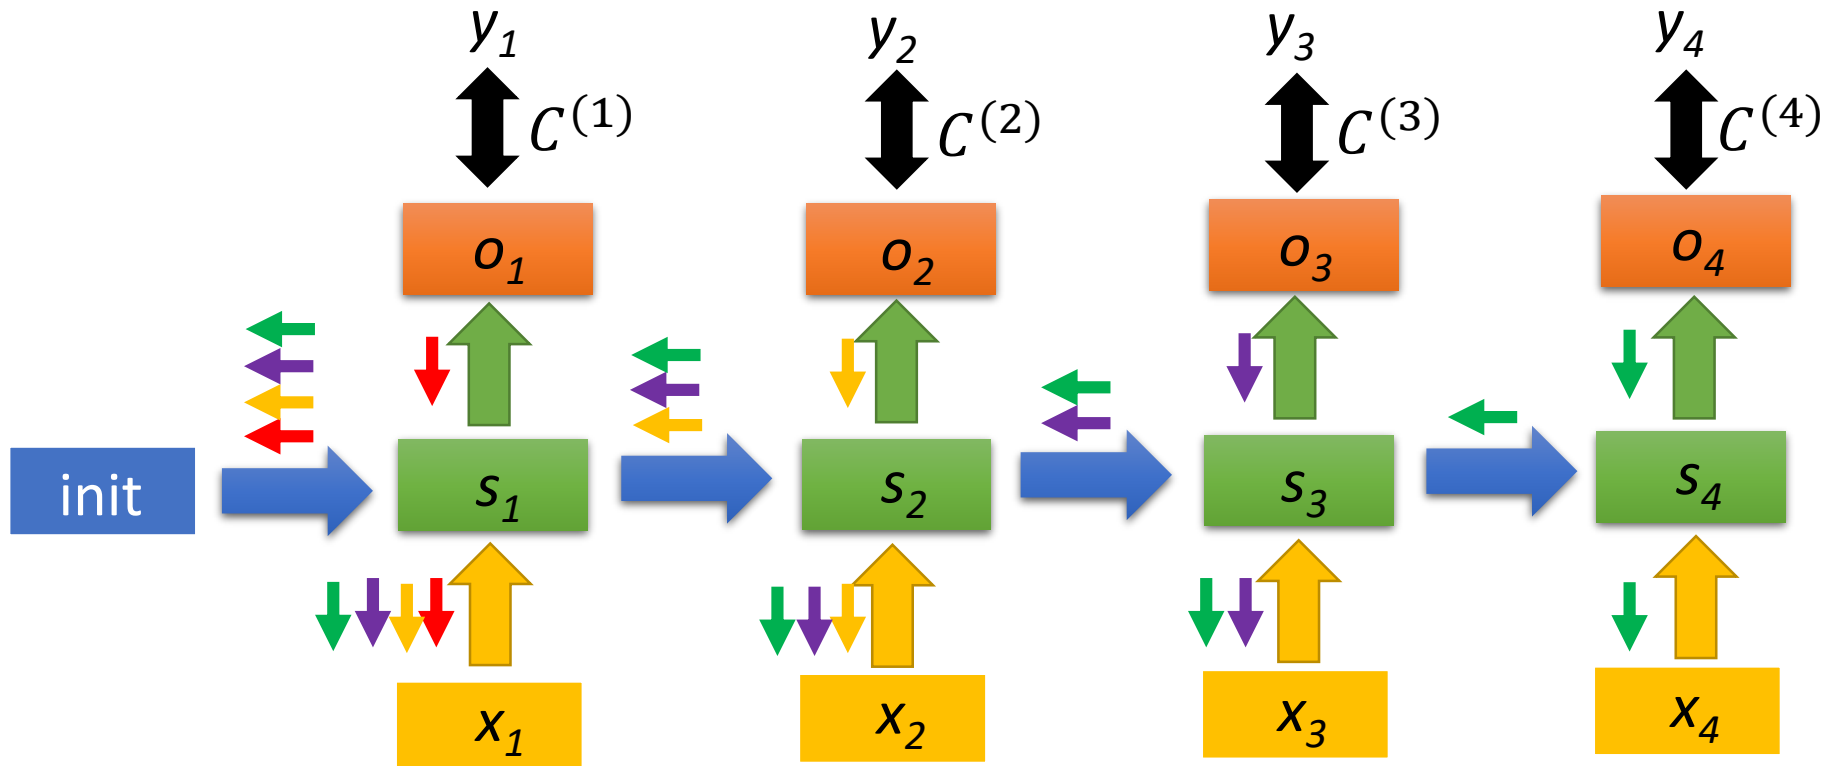 y₁ y₂ y₃ y₄
C⁽¹⁾ C⁽²⁾ C⁽³⁾ C⁽⁴⁾
o₁ o₂ o₃ o₄
init s₁ s₂ s₃ s₄
x₁ x₂ x₃ x₄